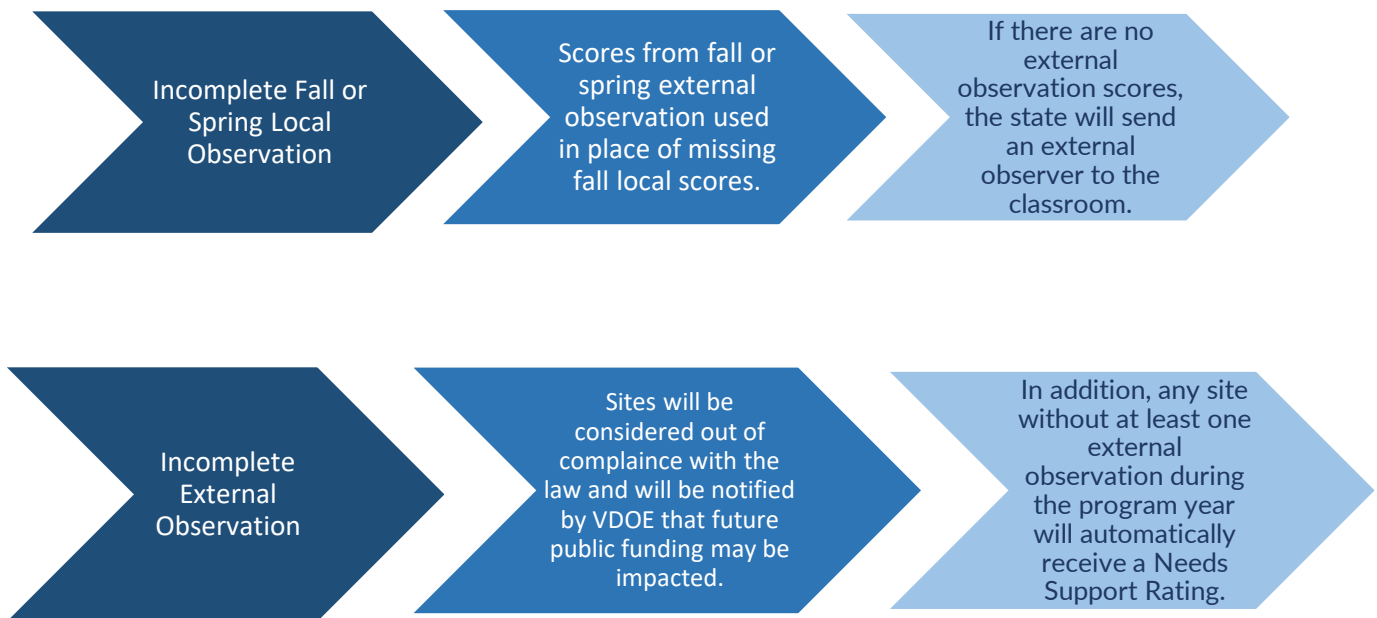 Incomplete Fall or
Spring Local
Observation
Scores from fall or
spring external
observation used
in place of missing
fall local scores.
If there are no
external
observation scores,
the state will send
an external
observer to the
classroom.
Incomplete
External
Observation
Sites will be
considered out of
complaince with the
law and will be notified
by VDOE that future
public funding may be
impacted.
In addition, any site
without at least one
external
observation during
the program year
will automatically
receive a Needs
Support Rating.